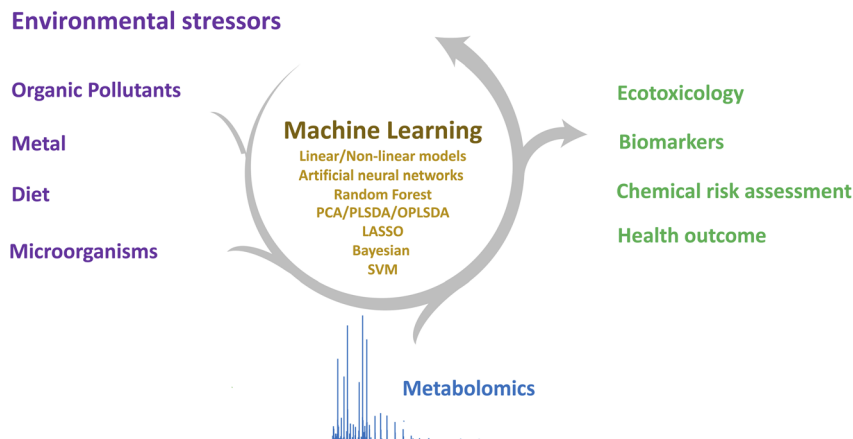 Environmental stressors
Organic Pollutants
Metal
Diet
Microorganisms
Machine Learning
Linear/Non-linear models
Artificial neural networks
Random Forest
PCA/PLSDA/OPLSDA
LASSO
Bayesian
SVM
Metabolomics
Ecotoxicology
Biomarkers
Chemical risk assessment
Health outcome